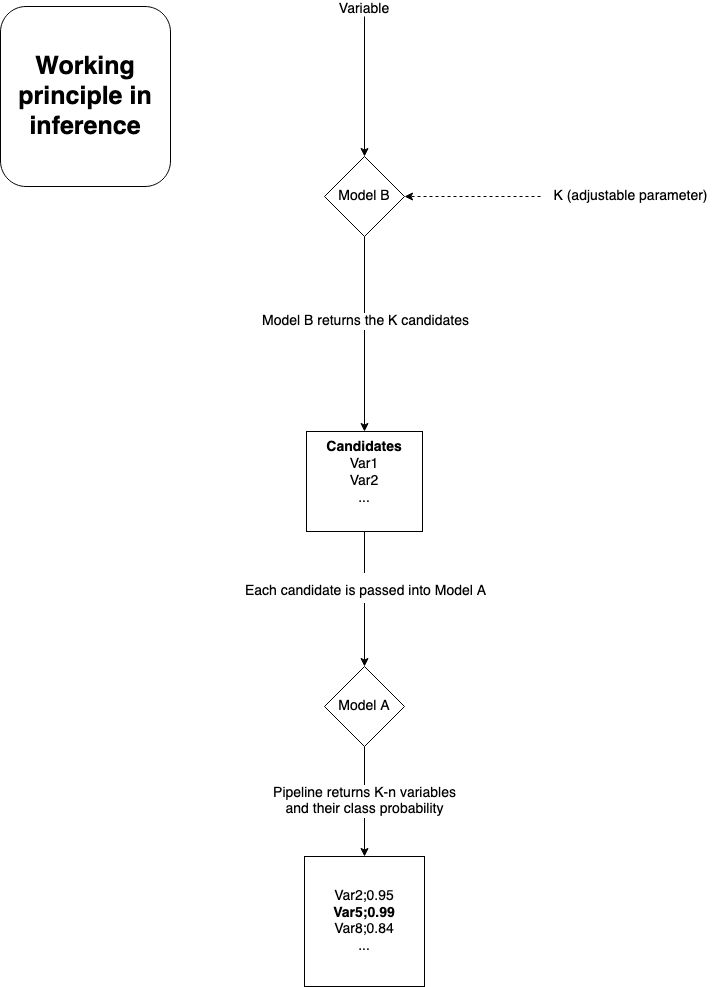 Variable
Working
principle in
inference
Model B
K (adjustable parameter)
Model B returns the K candidates
Candidates
Var1
Var2
...
Each candidate is passed into Model A
Model A
Pipeline returns K-n variables
and their class probability
Var2;0.95
Var5;0.99
Var8;0.84
...